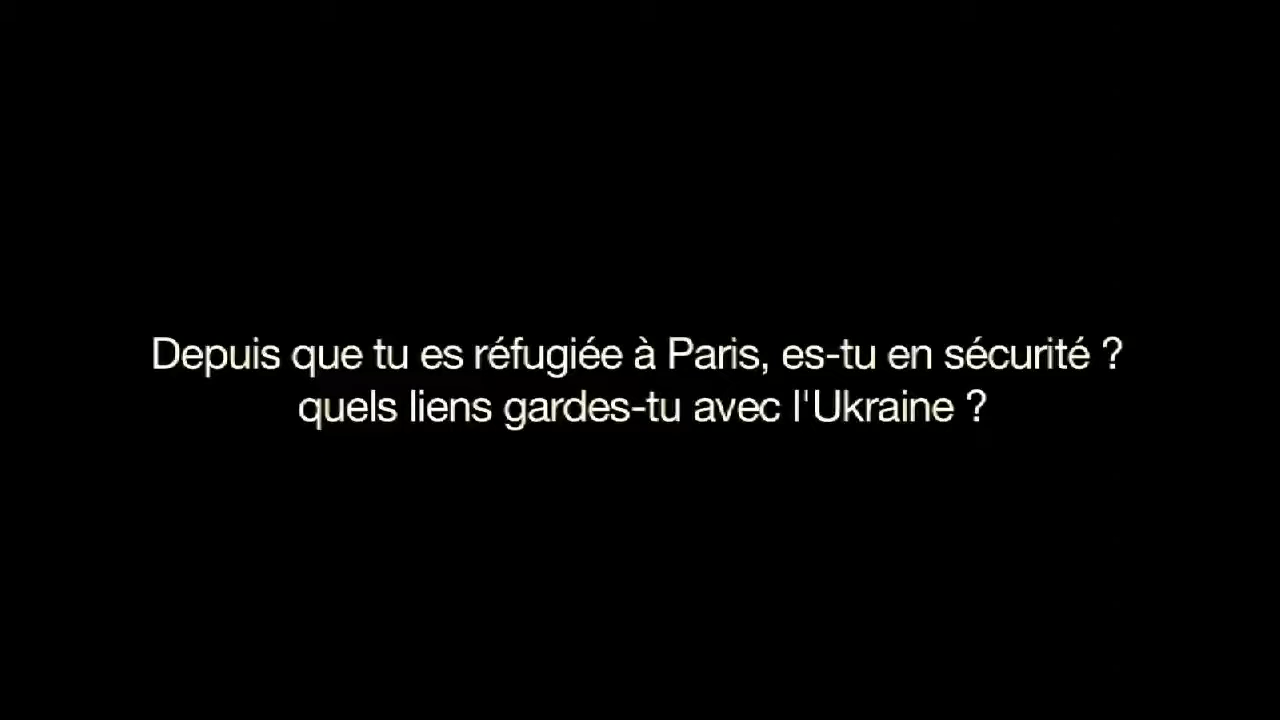 Depuis que tu es réfugiée à Paris, es-tu en sécurité ?
quels liens gardes-tu avec l'Ukraine ?